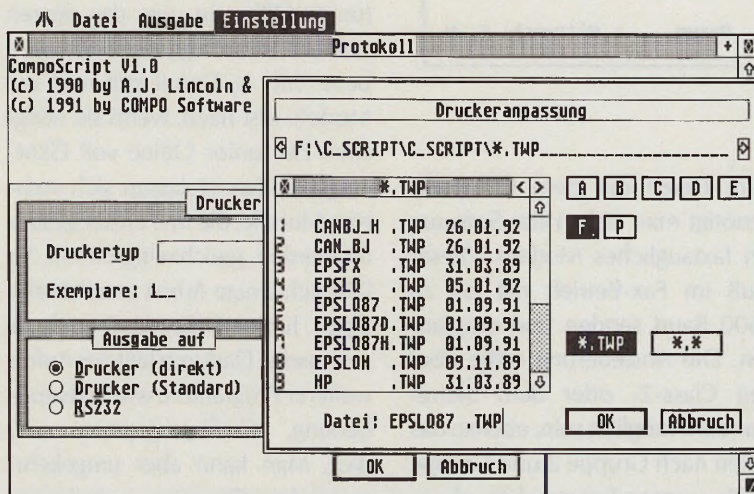 Datei Ausgabe Einstellung
Protokoll
CompoScript V1.0
(c) 1990 by A.J. Lincoln &
(c) 1991 by COMPO Software
Druckeranpassung
F:\C_SCRIPT\C_SCRIPT\*.TWP
*.TWP
A B C D E
F P
CANBJ_H .TWP 26.01.92
CAN_BJ .TWP 26.01.92
EPSFX .TWP 31.03.89
EPSLQ .TWP 05.01.92
EPSLQ87 .TWP 01.09.91
EPSLQ87D.TWP 01.09.91
EPSLQ87H.TWP 01.09.91
EPSLQH .TWP 09.11.89
HP .TWP 31.03.89
*.TWP *.*
Datei: EPSLQ87 .TWP
OK Abbruch
Drucker
Druckertyp
Exemplare: 1
Ausgabe auf
Drucker (direkt)
Drucker (Standard)
RS232
OK Abbruch